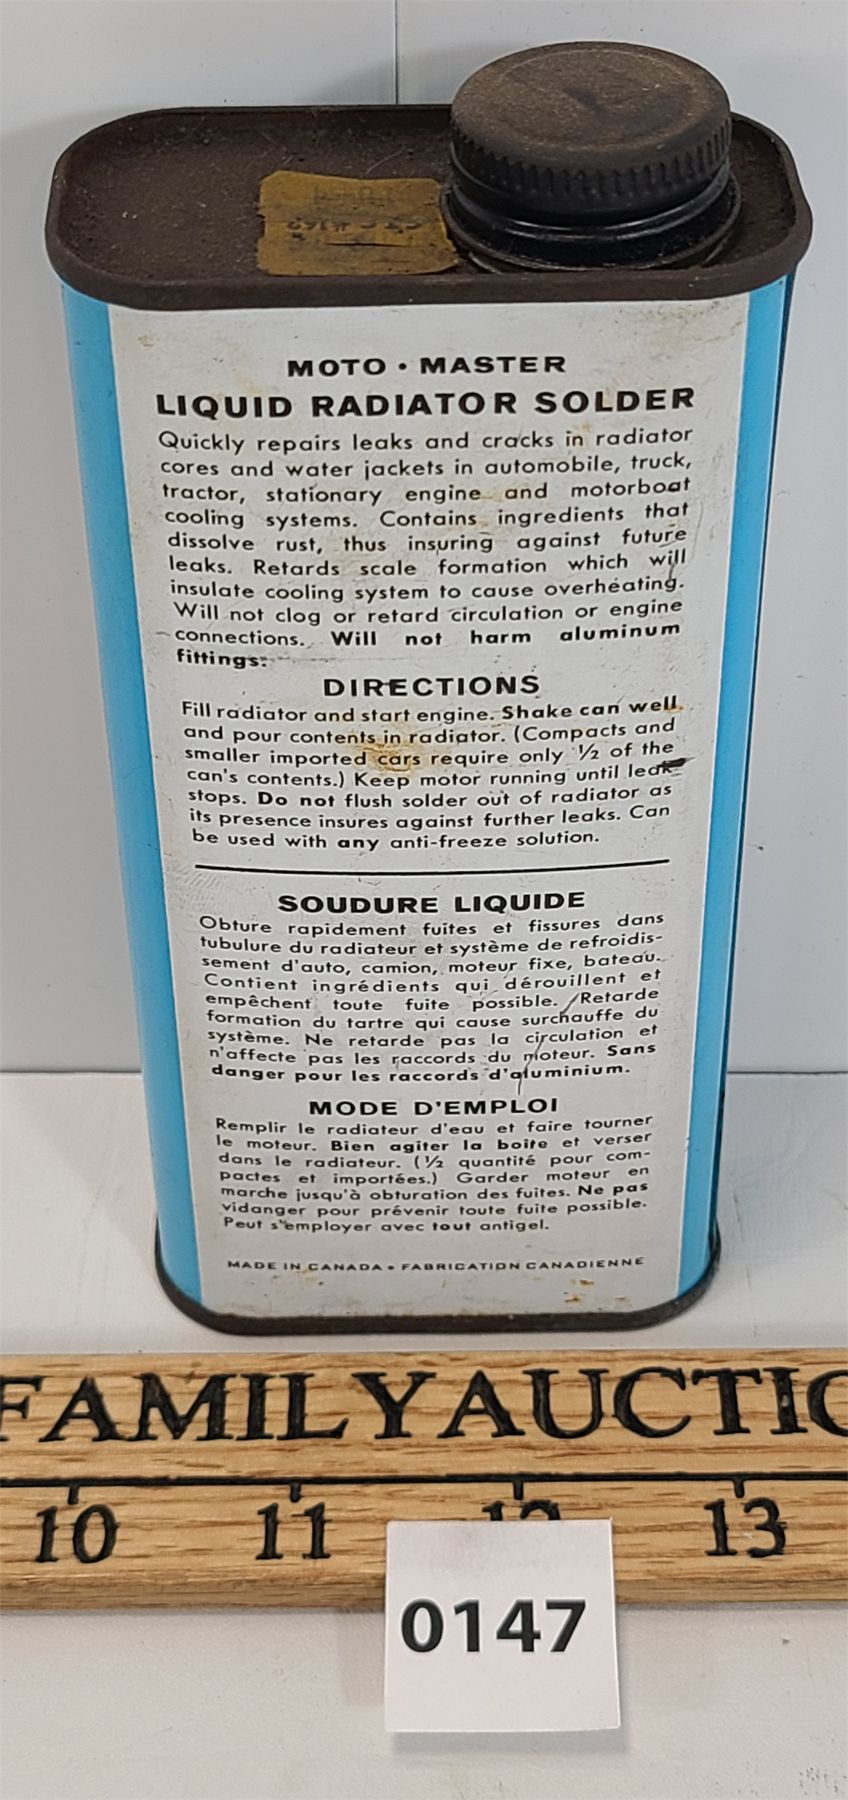 MOTO • MASTER
LIQUID RADIATOR SOLDER
Quickly repairs leaks and cracks in radiator
cores and water jackets in automobile, truck,
tractor, stationary engine and motorboat
cooling systems. Contains ingredients that
dissolve rust, thus insuring against future
leaks. Retards scale formation which will
insulate cooling system to cause overheating.
Will not clog or retard circulation or engine
connections. Will not harm aluminum
fittings.
DIRECTIONS
Fill radiator and start engine. Shake can well
and pour contents in radiator. (Compacts and
smaller imported cars require only ½ of the
can's contents.) Keep motor running until leak
stops. Do not flush solder out of radiator as
its presence insures against further leaks. Can
be used with any anti-freeze solution.
SOUDURE LIQUIDE
Obture rapidement fuites et fissures dans
tubulure du radiateur et système de refroidis-
sement d'auto, camion, moteur fixe, bateau.
Contient ingrédients qui dérouillent et
empêchent toute fuite possible. Retarde
formation du tartre qui cause surchauffe du
système. Ne retarde pas la circulation et
n'affecte pas les raccords du moteur. Sans
danger pour les raccords d'aluminium.
MODE D'EMPLOI
Remplir le radiateur d'eau et faire tourner
le moteur. Bien agiter la boîte et verser
dans le radiateur. (½ quantité pour com-
pactes et importées.) Garder moteur en
marche jusqu'à obturation des fuites. Ne pas
vidanger pour prévenir toute fuite possible.
Peut s'employer avec tout antigel.
MADE IN CANADA • FABRICATION CANADIENNE
FAMILY AUCTIO
10 11 12 13
0147